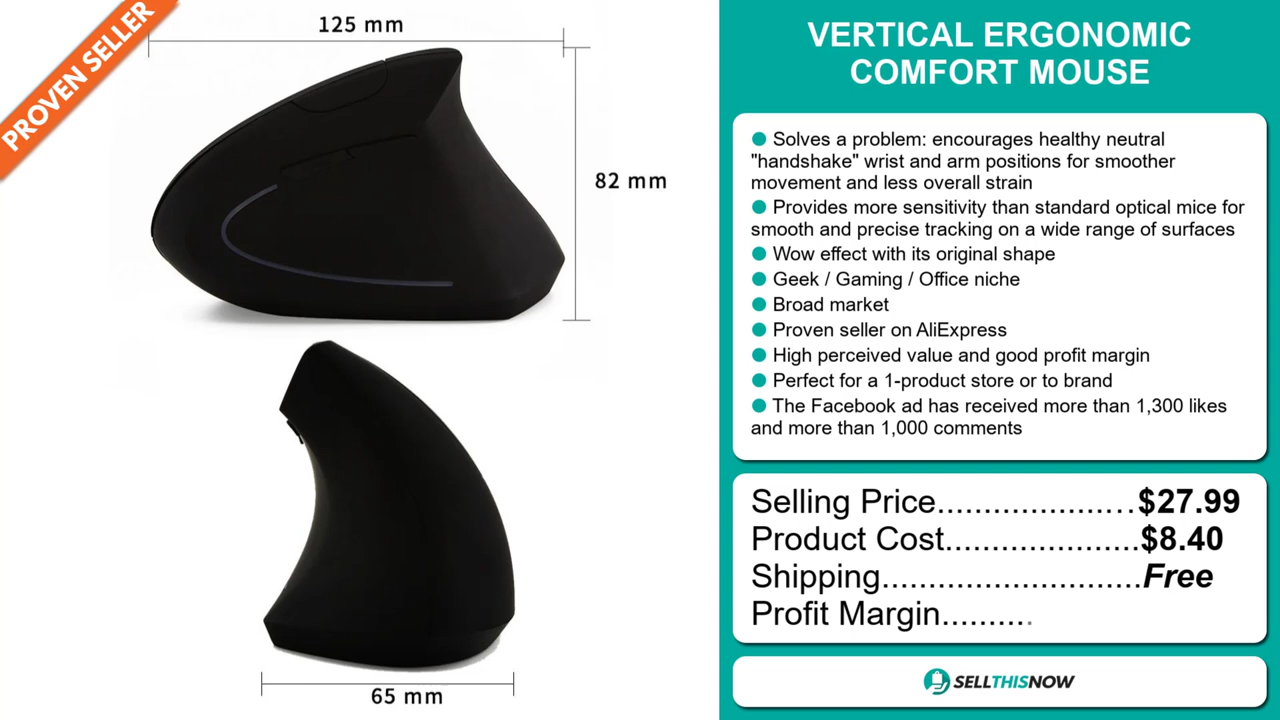 PROVEN SELLER
125 mm
82 mm
65 mm
VERTICAL ERGONOMIC
COMFORT MOUSE
● Solves a problem: encourages healthy neutral
"handshake" wrist and arm positions for smoother
movement and less overall strain
● Provides more sensitivity than standard optical mice for
smooth and precise tracking on a wide range of surfaces
● Wow effect with its original shape
● Geek / Gaming / Office niche
● Broad market
● Proven seller on AliExpress
● High perceived value and good profit margin
● Perfect for a 1-product store or to brand
● The Facebook ad has received more than 1,300 likes
and more than 1,000 comments
Selling Price.....................$27.99
Product Cost.....................$8.40
Shipping............................Free
Profit Margin..........
SELLTHISNOW